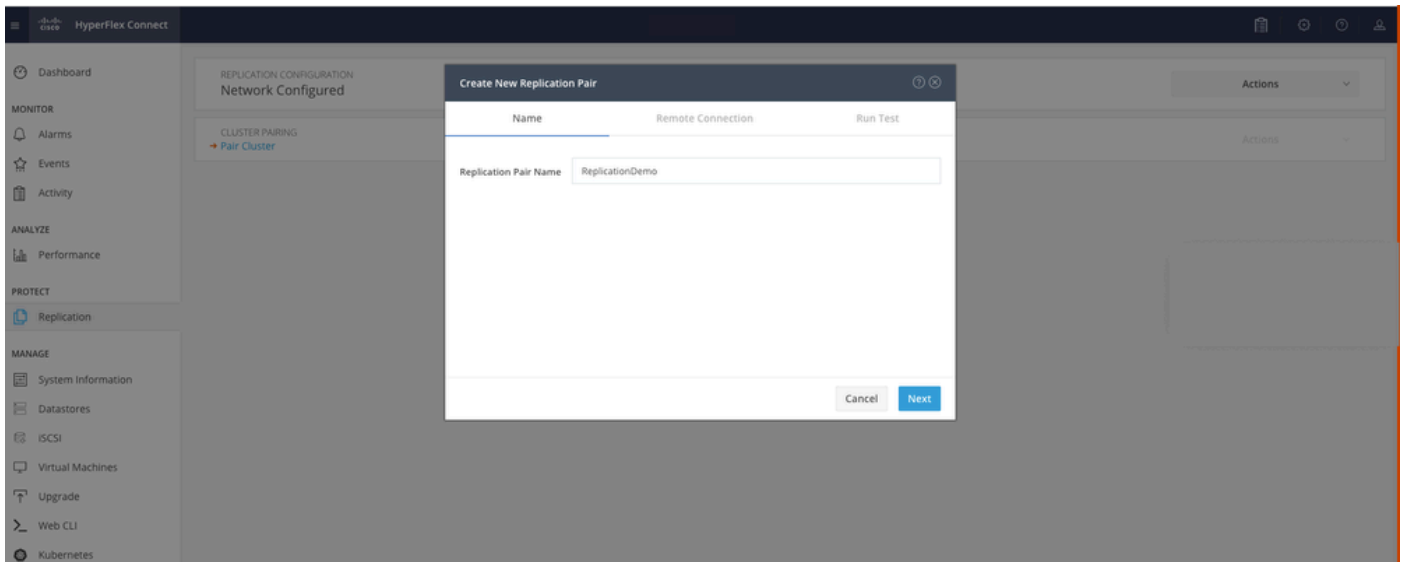 cisco HyperFlex Connect
Dashboard
MONITOR
Alarms
Events
Activity
ANALYZE
Performance
PROTECT
Replication
MANAGE
System Information
Datastores
iSCSI
Virtual Machines
Upgrade
Web CLI
Kubernetes
REPLICATION CONFIGURATION
Network Configured
Actions
CLUSTER PAIRING
Pair Cluster
Actions
Create New Replication Pair
Name Remote Connection Run Test
Replication Pair Name ReplicationDemo
Cancel Next